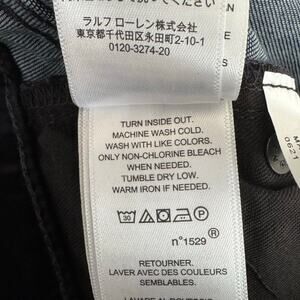 ラルフ ローレン株式会社
東京都千代田区永田町2-10-1
0120-3274-20
TURN INSIDE OUT.
MACHINE WASH COLD.
WASH WITH LIKE COLORS.
ONLY NON-CHLORINE BLEACH
WHEN NEEDED.
TUMBLE DRY LOW.
WARM IRON IF NEEDED.
30
P
n°1529 ®
RETOURNER.
LAVER AVEC DES COULEURS
SEMBLABLES.
0621